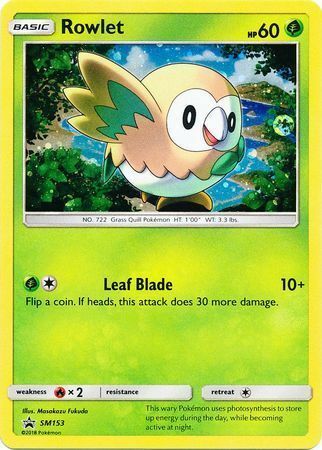 BASIC Rowlet HP60
NO. 722 Grass Quill Pokémon HT: 1'00" WT: 3.3 lbs.
Leaf Blade 10+
Flip a coin. If heads, this attack does 30 more damage.
weakness ×2 resistance retreat
Illus. Masakazu Fukuda
SM153
©2018 Pokémon
This wary Pokémon uses photosynthesis to store
up energy during the day, while becoming
active at night.